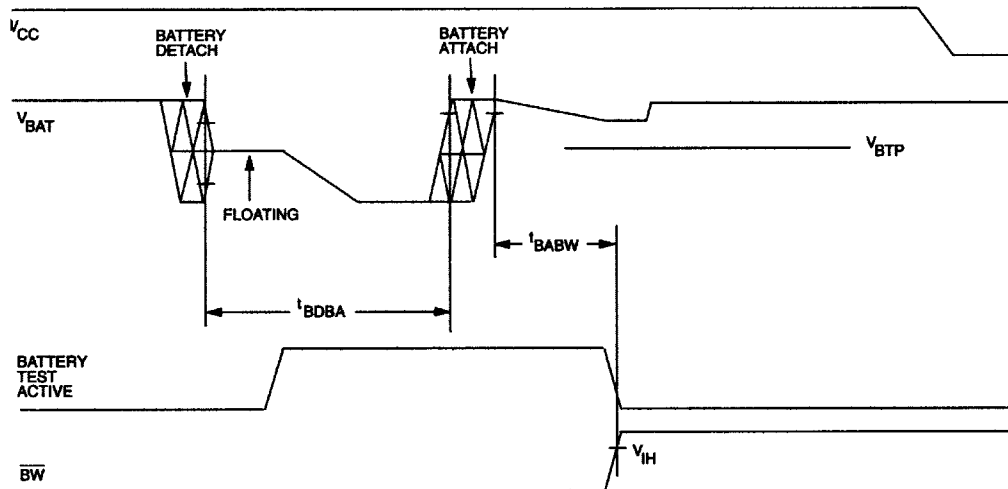 VCC
BATTERY
DETACH
BATTERY
ATTACH
VBAT
VBTP
FLOATING
tBABW
tBDBA
BATTERY
TEST
ACTIVE
VIH
BW